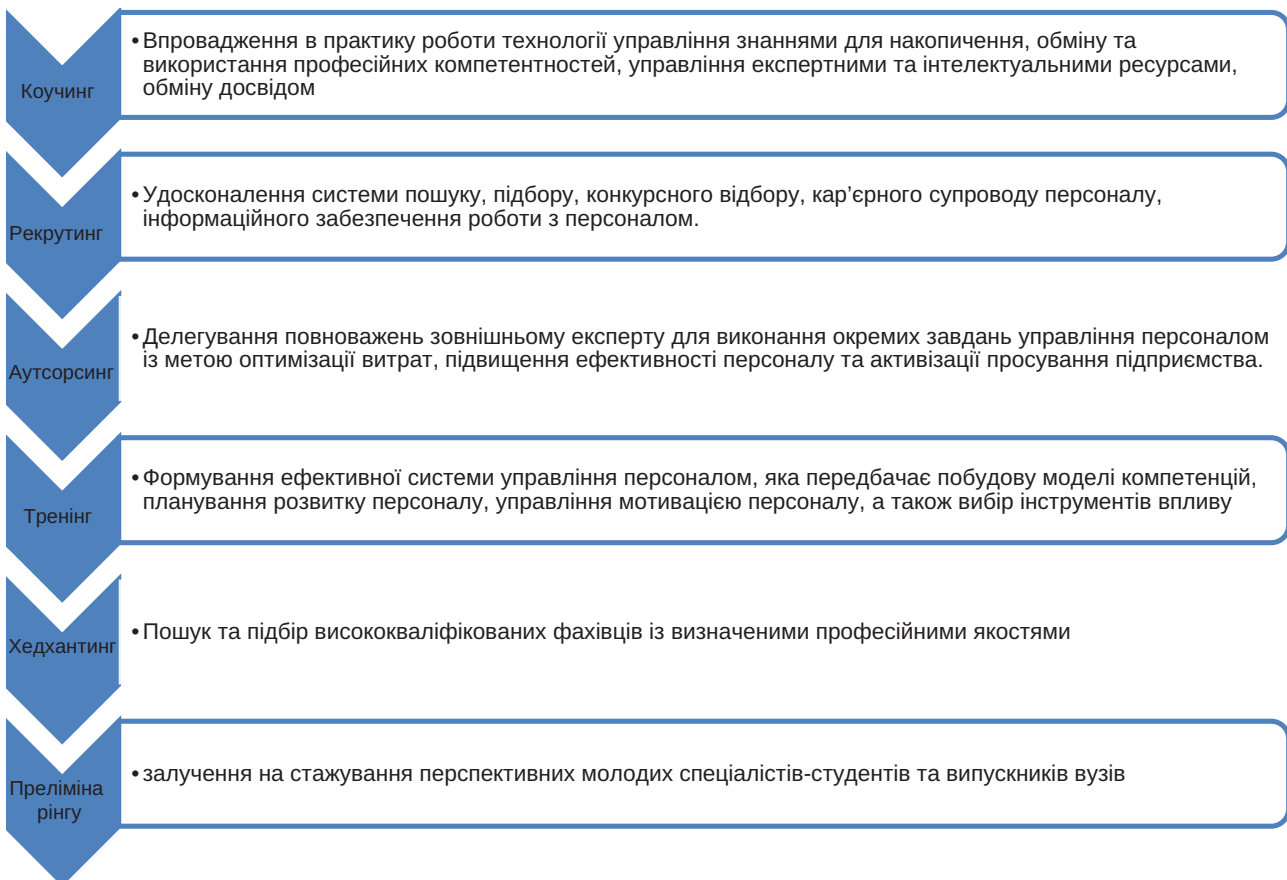 Коучинг
•Впровадження в практику роботи технології управління знаннями для накопичення, обміну та
використання професійних компетентностей, управління експертними та інтелектуальними ресурсами,
обміну досвідом
Рекрутинг
•Удосконалення системи пошуку, підбору, конкурсного відбору, кар’єрного супроводу персоналу,
інформаційного забезпечення роботи з персоналом.
Аутсорсинг
•Делегування повноважень зовнішньому експерту для виконання окремих завдань управління персоналом
із метою оптимізації витрат, підвищення ефективності персоналу та активізації просування підприємства.
Тренінг
•Формування ефективної системи управління персоналом, яка передбачає побудову моделі компетенцій,
планування розвитку персоналу, управління мотивацією персоналу, а також вибір інструментів впливу
Хедхантинг
•Пошук та підбір висококваліфікованих фахівців із визначеними професійними якостями
Преліміна
рінгу
•залучення на стажування перспективних молодих спеціалістів-студентів та випускників вузів